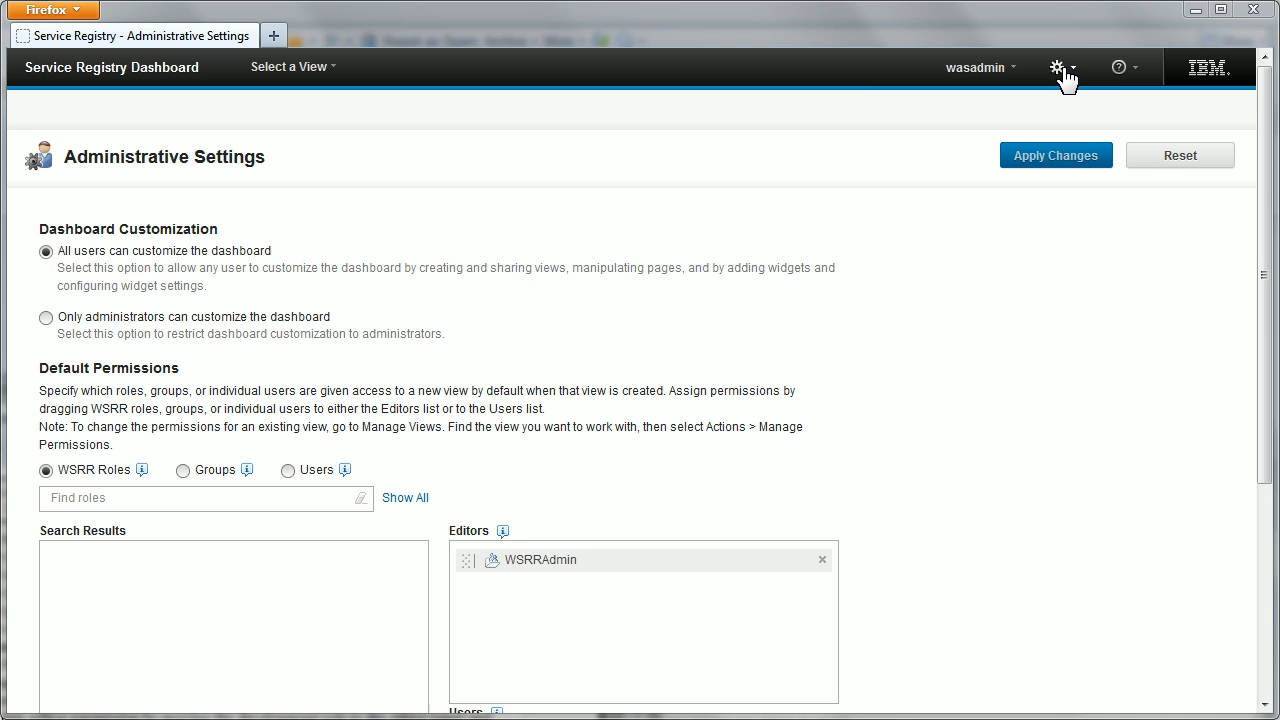 Firefox
Service Registry - Administrative Settings
Service Registry Dashboard
Select a View
wasadmin
IBM.
Administrative Settings
Apply Changes
Reset
Dashboard Customization
All users can customize the dashboard
Select this option to allow any user to customize the dashboard by creating and sharing views, manipulating pages, and by adding widgets and
configuring widget settings.
Only administrators can customize the dashboard
Select this option to restrict dashboard customization to administrators.
Default Permissions
Specify which roles, groups, or individual users are given access to a new view by default when that view is created. Assign permissions by
dragging WSRR roles, groups, or individual users to either the Editors list or to the Users list.
Note: To change the permissions for an existing view, go to Manage Views. Find the view you want to work with, then select Actions > Manage
Permissions.
WSRR Roles
Groups
Users
Find roles
Show All
Search Results
Editors
WSRRAdmin
Users